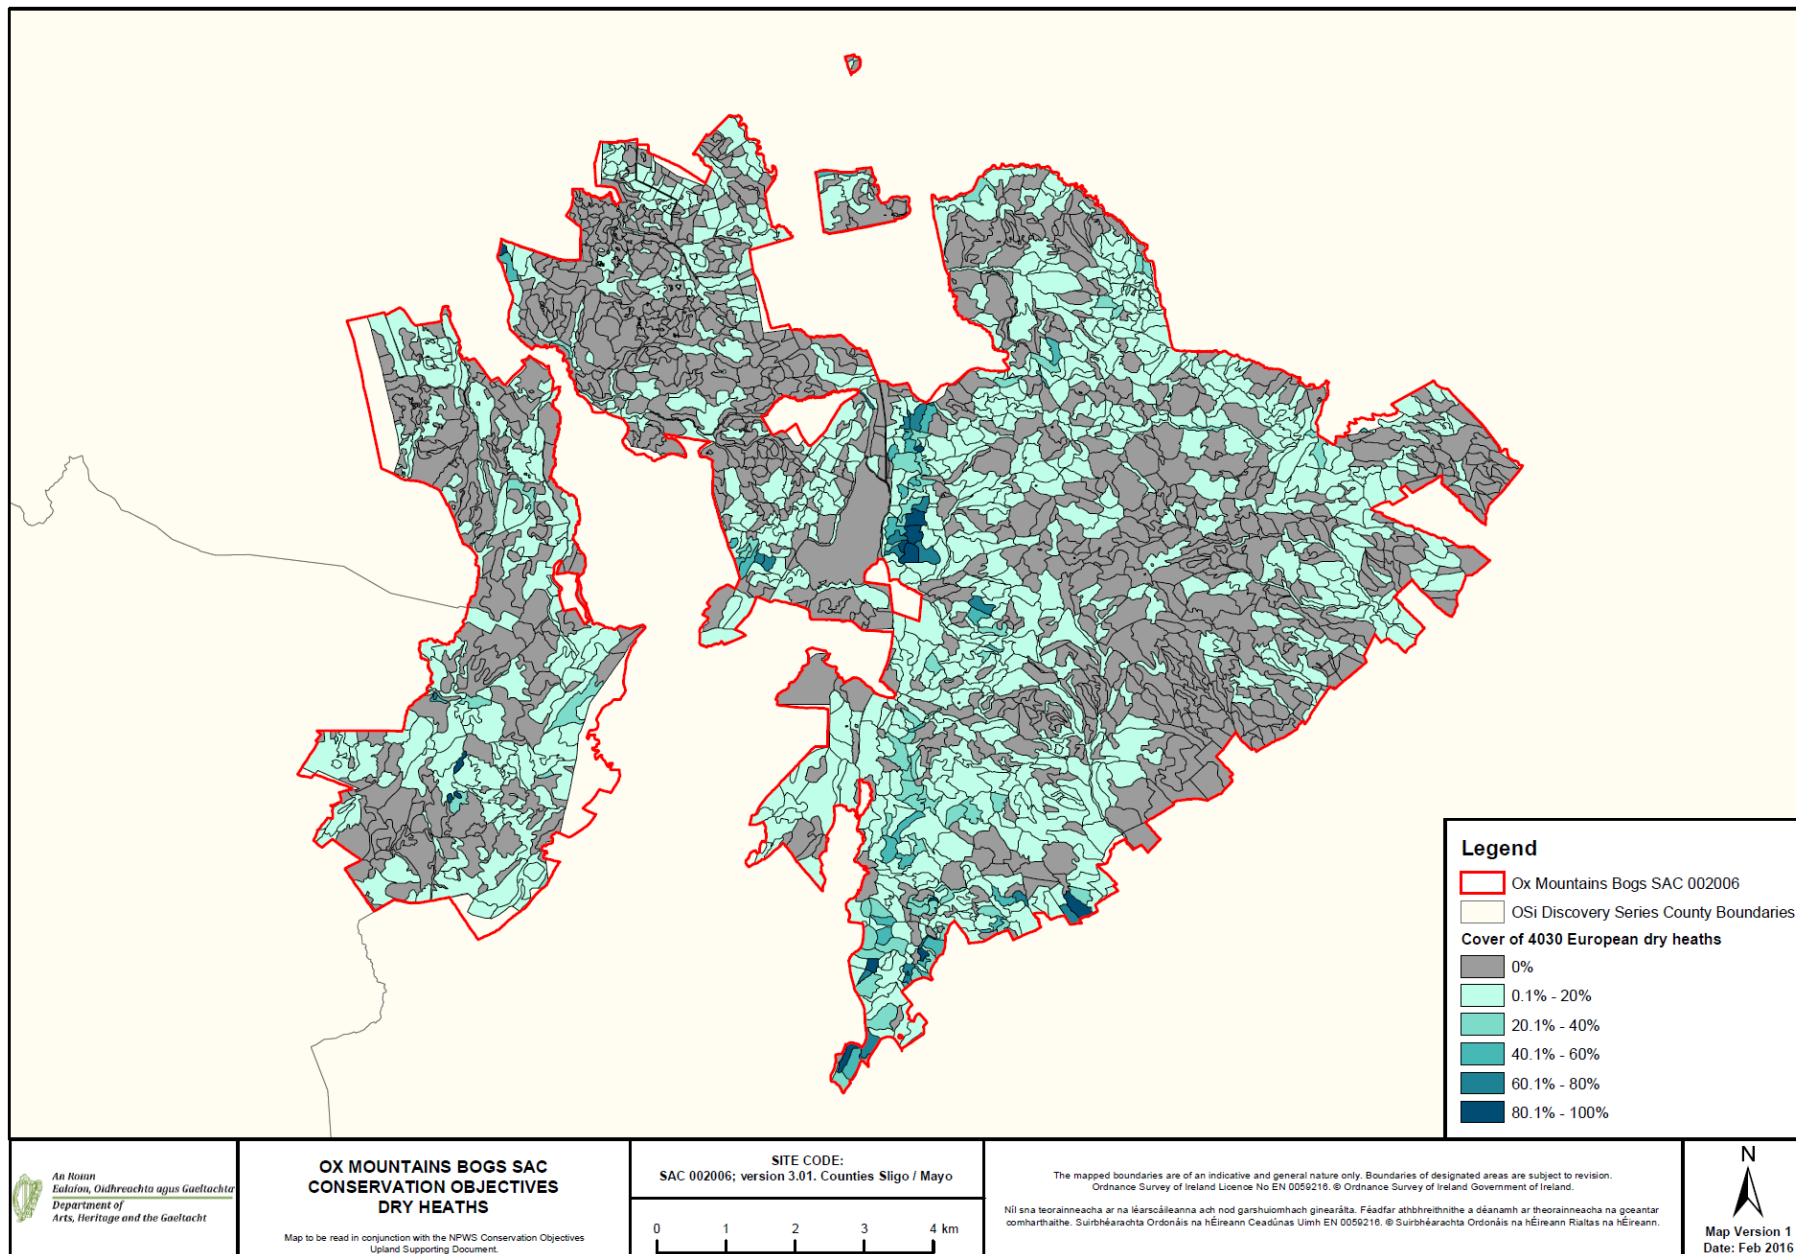 Legend
Ox Mountains Bogs SAC 002006
OSi Discovery Series County Boundaries
Cover of 4030 European dry heaths
0%
0.1% - 20%
20.1% - 40%
40.1% - 60%
60.1% - 80%
80.1% - 100%
An Roinn
Ealaíon, Oidhreachta agus Gaeltachta
Department of
Arts, Heritage and the Gaeltacht
OX MOUNTAINS BOGS SAC
CONSERVATION OBJECTIVES
DRY HEATHS
Map to be read in conjunction with the NPWS Conservation Objectives
Upland Supporting Document.
SITE CODE:
SAC 002006; version 3.01. Counties Sligo / Mayo
0 1 2 3 4 km
The mapped boundaries are of an indicative and general nature only. Boundaries of designated areas are subject to revision.
Ordnance Survey of Ireland Licence No EN 0059216. © Ordnance Survey of Ireland Government of Ireland.
Níl sna teorainneacha ar na léarscáileanna ach nod garshuiomhach ginearálta. Féadfar athbhreithnithe a déanamh ar theorainneacha na gceantar
comharthaithe. Suirbhéarachta Ordonáis na hÉireann Ceadúnas Uimh EN 0059216. © Suirbhéarachta Ordonáis na hÉireann Rialtas na hÉireann.
N
Map Version 1
Date: Feb 2016